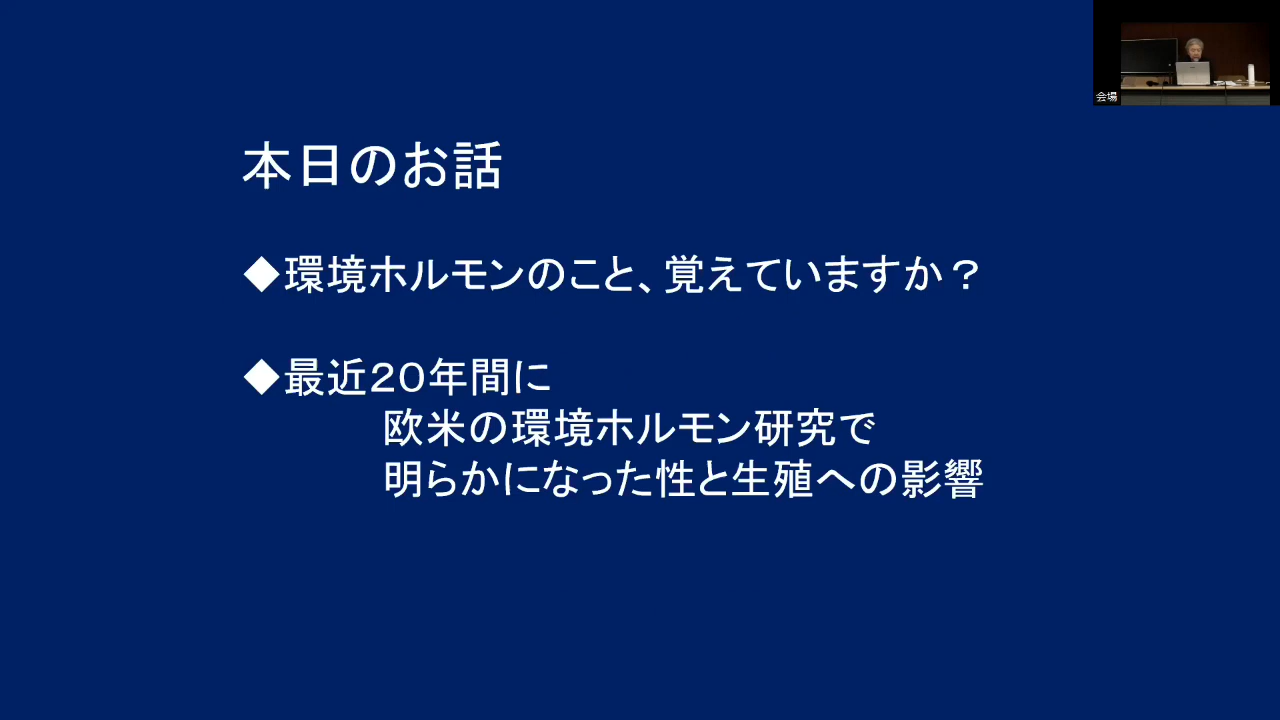 会場
本日のお話
◆環境ホルモンのこと、覚えていますか？
◆最近２０年間に
欧米の環境ホルモン研究で
明らかになった性と生殖への影響